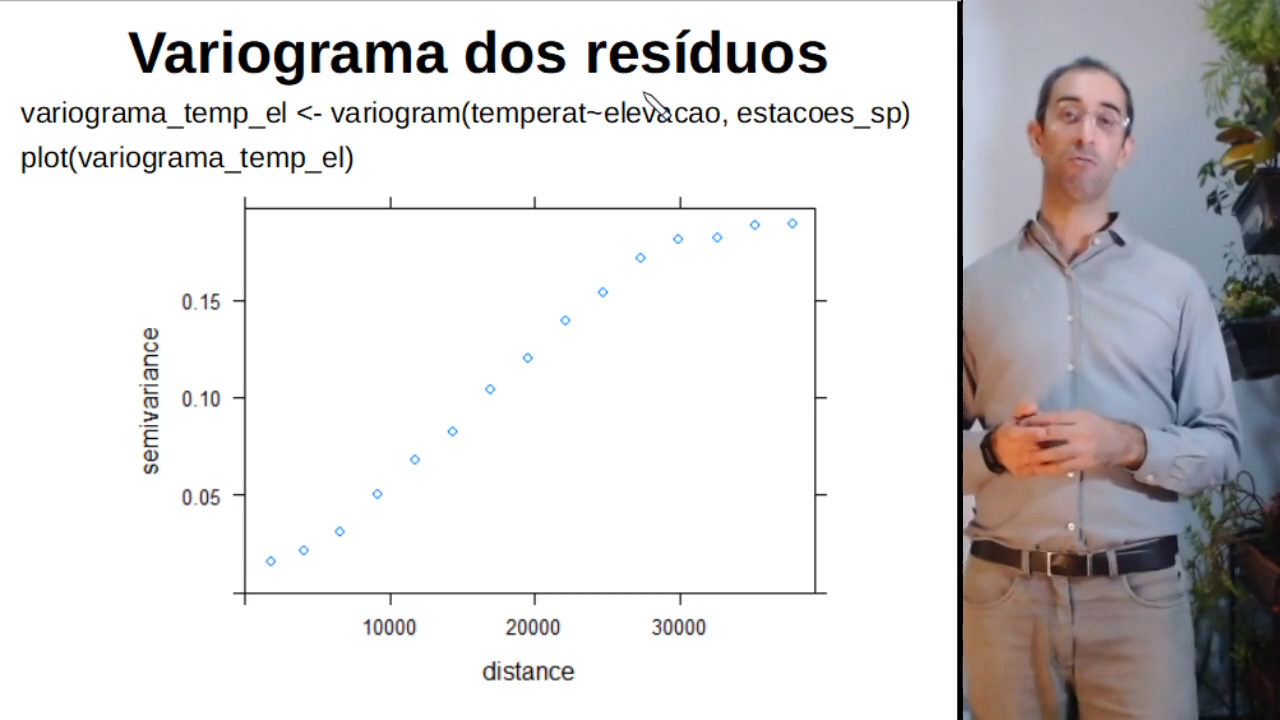 Variograma dos resíduos
variograma_temp_el <- variogram(temperat~elevacao, estacoes_sp)
plot(variograma_temp_el)
semivariance
0.15
0.10
0.05
10000 20000 30000
distance